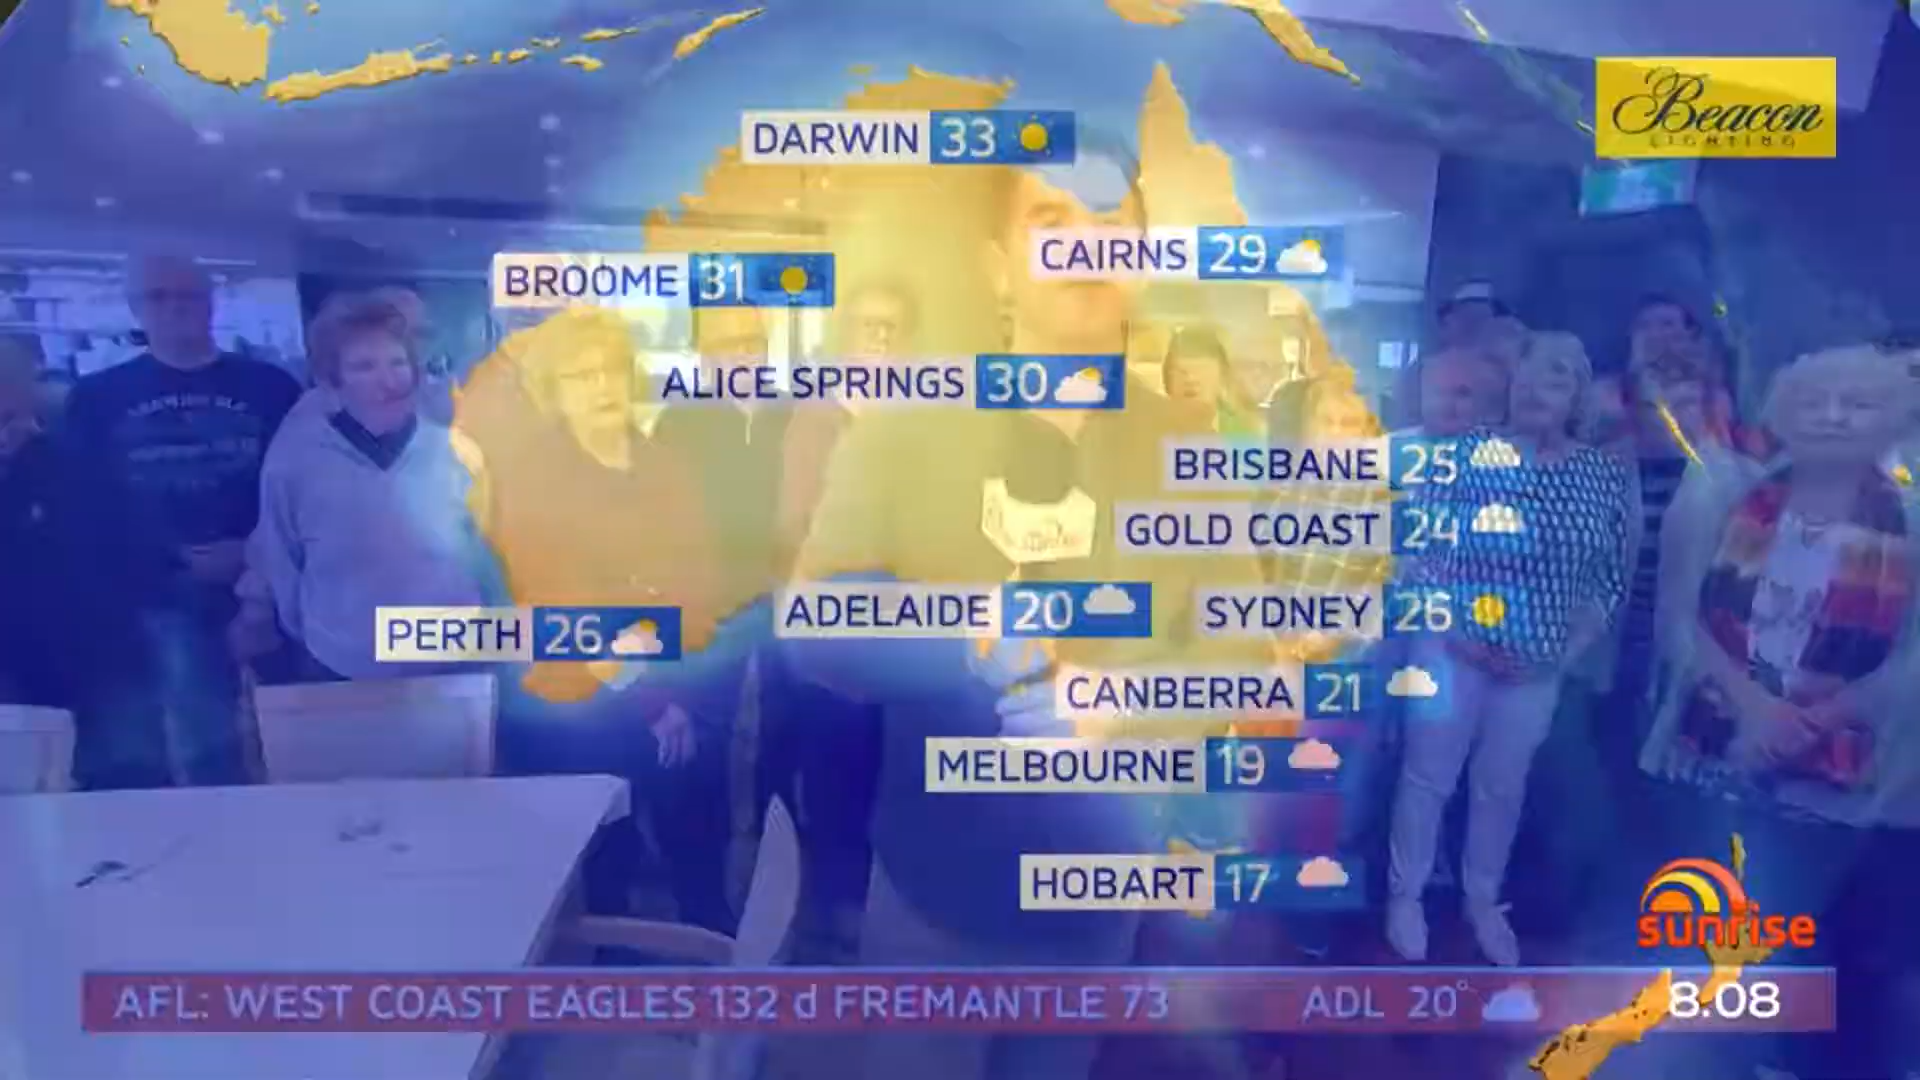 Beacon
LIGHTING
DARWIN 33
CAIRNS 29
BROOME 31
ALICE SPRINGS 30
BRISBANE 25
GOLD COAST 24
ADELAIDE 20
SYDNEY 26
PERTH 26
CANBERRA 21
MELBOURNE 19
HOBART 17
sunrise
AFL: WEST COAST EAGLES 132 d FREMANTLE 73
ADL 20°
8.08